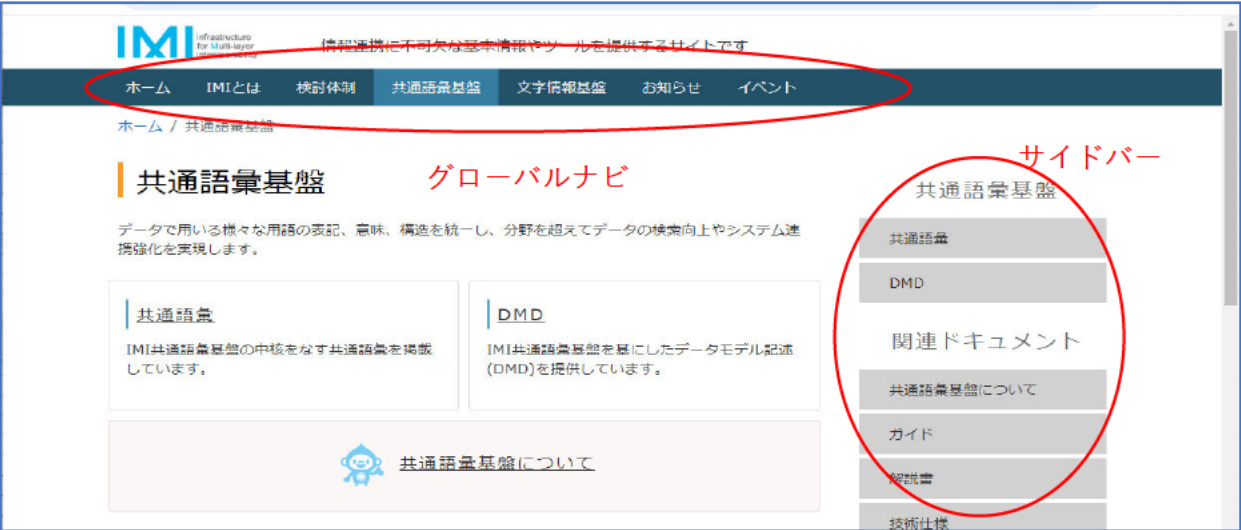 IMI
Infrastructure
for Multi-layer
Interoperability
情報連携に不可欠な基本情報やツールを提供するサイトです
ホーム IMIとは 検討体制 共通語彙基盤 文字情報基盤 お知らせ イベント
ホーム / 共通語彙基盤
サイドバー
グローバルナビ
共通語彙基盤
データで用いる様々な用語の表記、意味、構造を統一し、分野を超えてデータの検索向上やシステム連
携強化を実現します。
共通語彙
IMI共通語彙基盤の中核をなす共通語彙を掲載
しています。
DMD
IMI共通語彙基盤を基にしたデータモデル記述
(DMD)を提供しています。
共通語彙基盤について
共通語彙基盤
共通語彙
DMD
関連ドキュメント
共通語彙基盤について
ガイド
解説書
技術仕様